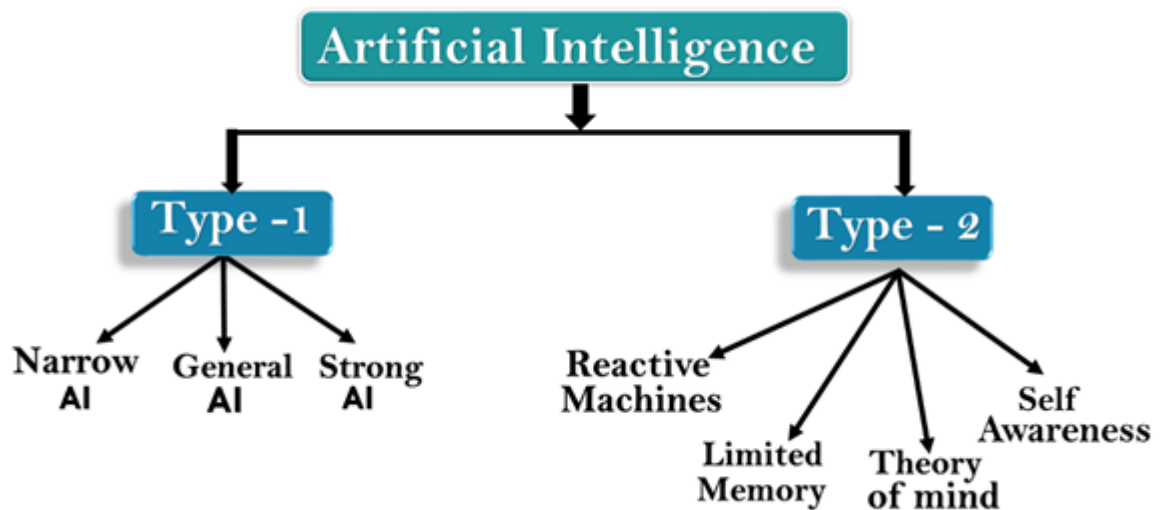 Artificial Intelligence
Type -1
Type - 2
Narrow
AI
General
AI
Strong
AI
Reactive
Machines
Limited
Memory
Theory
of mind
Self
Awareness